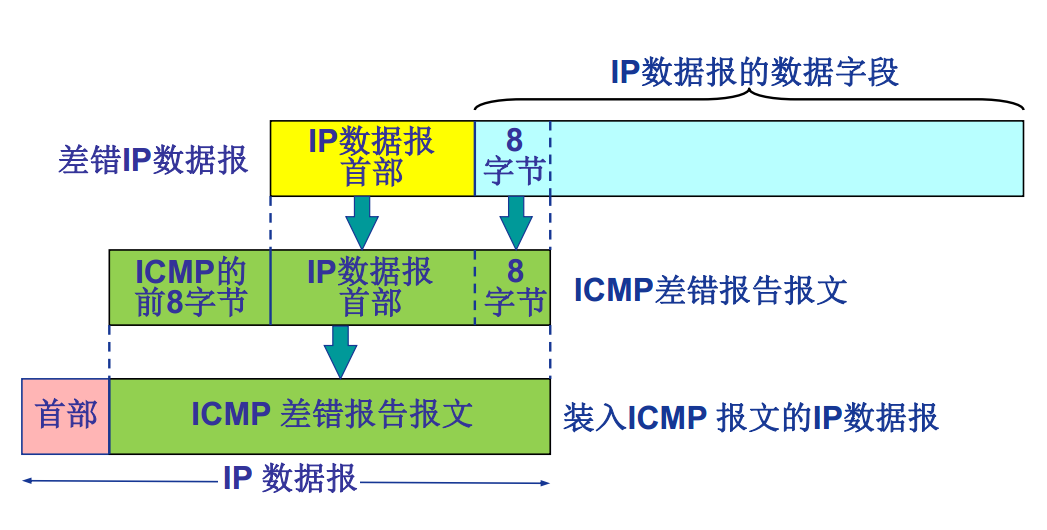 IP数据报的数据字段
差错IP数据报
IP数据报
首部
8
字节
ICMP的
前8字节
IP数据报
首部
8
字节
ICMP差错报告报文
首部
ICMP 差错报告报文
装入ICMP 报文的IP数据报
IP 数据报